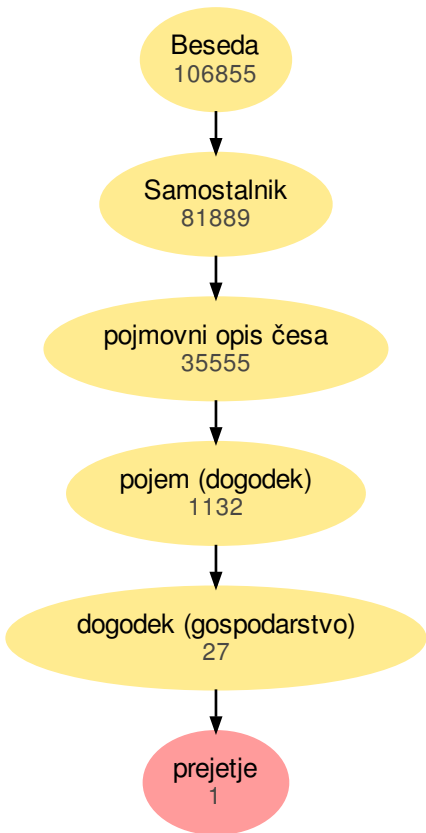 Beseda
106855
Samostalnik
81889
pojmovni opis česa
35555
pojem (dogodek)
1132
dogodek (gospodarstvo)
27
prejetje
1